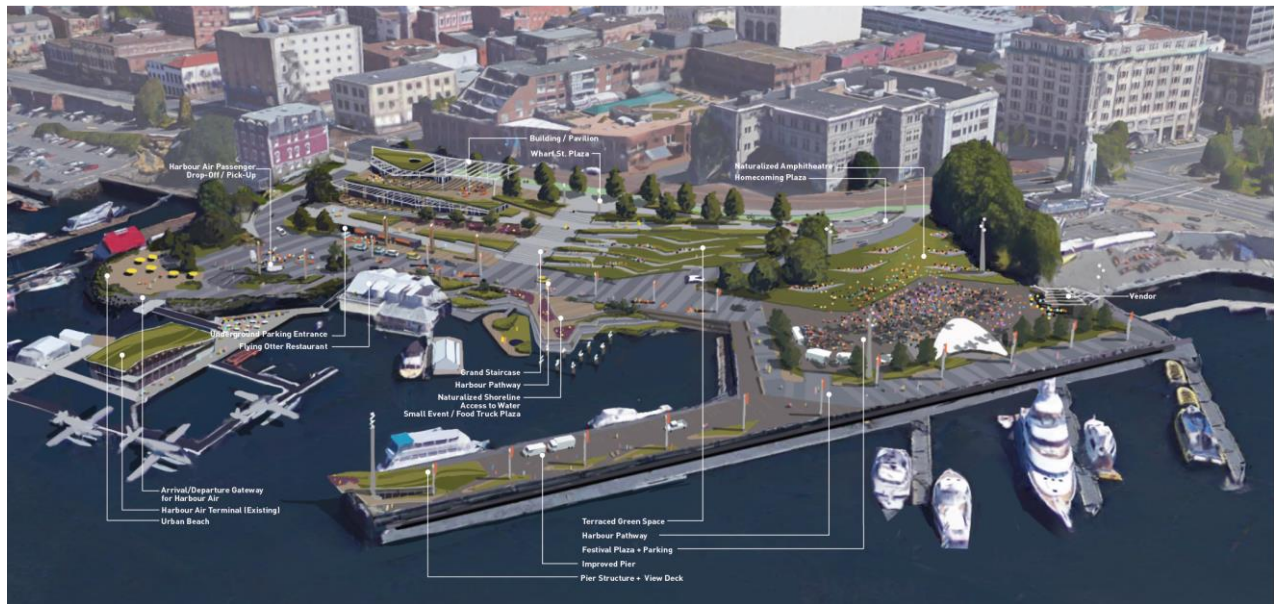 Building / Pavilion
Wharf St. Plaza
Harbour Air Passenger
Drop-Off / Pick-Up
Naturalized Amphitheatre
Homecoming Plaza
Vendor
Underground Parking Entrance
Flying Otter Restaurant
Grand Staircase
Harbour Pathway
Naturalized Shoreline
Access to Water
Small Event / Food Truck Plaza
Arrival/Departure Gateway
for Harbour Air
Harbour Air Terminal (Existing)
Urban Beach
Terraced Green Space
Harbour Pathway
Festival Plaza + Parking
Improved Pier
Pier Structure + View Deck